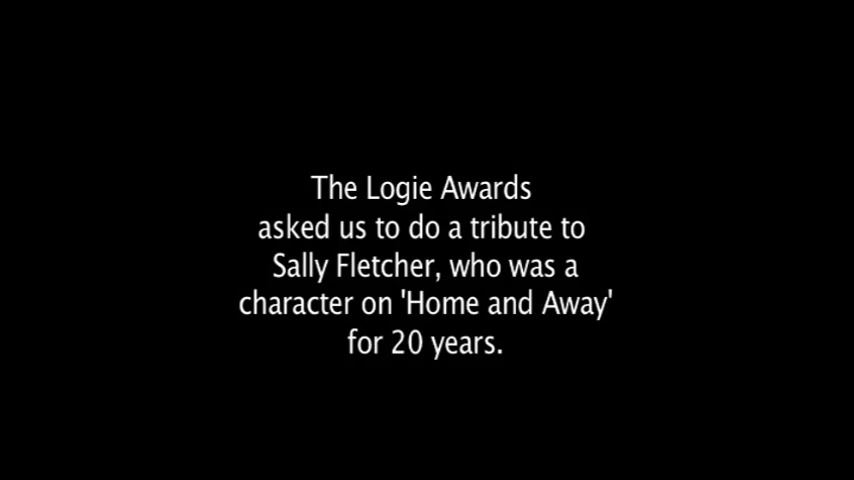 The Logie Awards
asked us to do a tribute to
Sally Fletcher, who was a
character on 'Home and Away'
for 20 years.